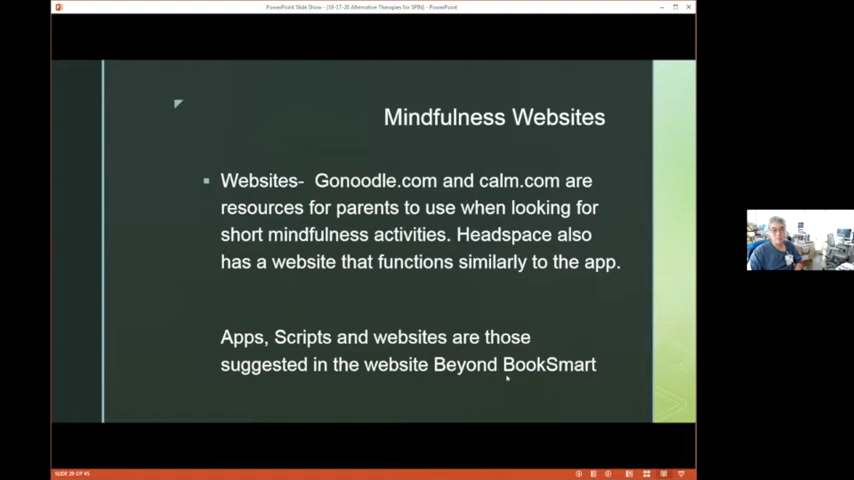 PowerPoint Slide Show - [10-17-20 Alternative Therapies for SPIN] - PowerPoint
Mindfulness Websites
Websites- Gonoodle.com and calm.com are
resources for parents to use when looking for
short mindfulness activities. Headspace also
has a website that functions similarly to the app.
Apps, Scripts and websites are those
suggested in the website Beyond BookSmart
SLIDE 29 OF 45